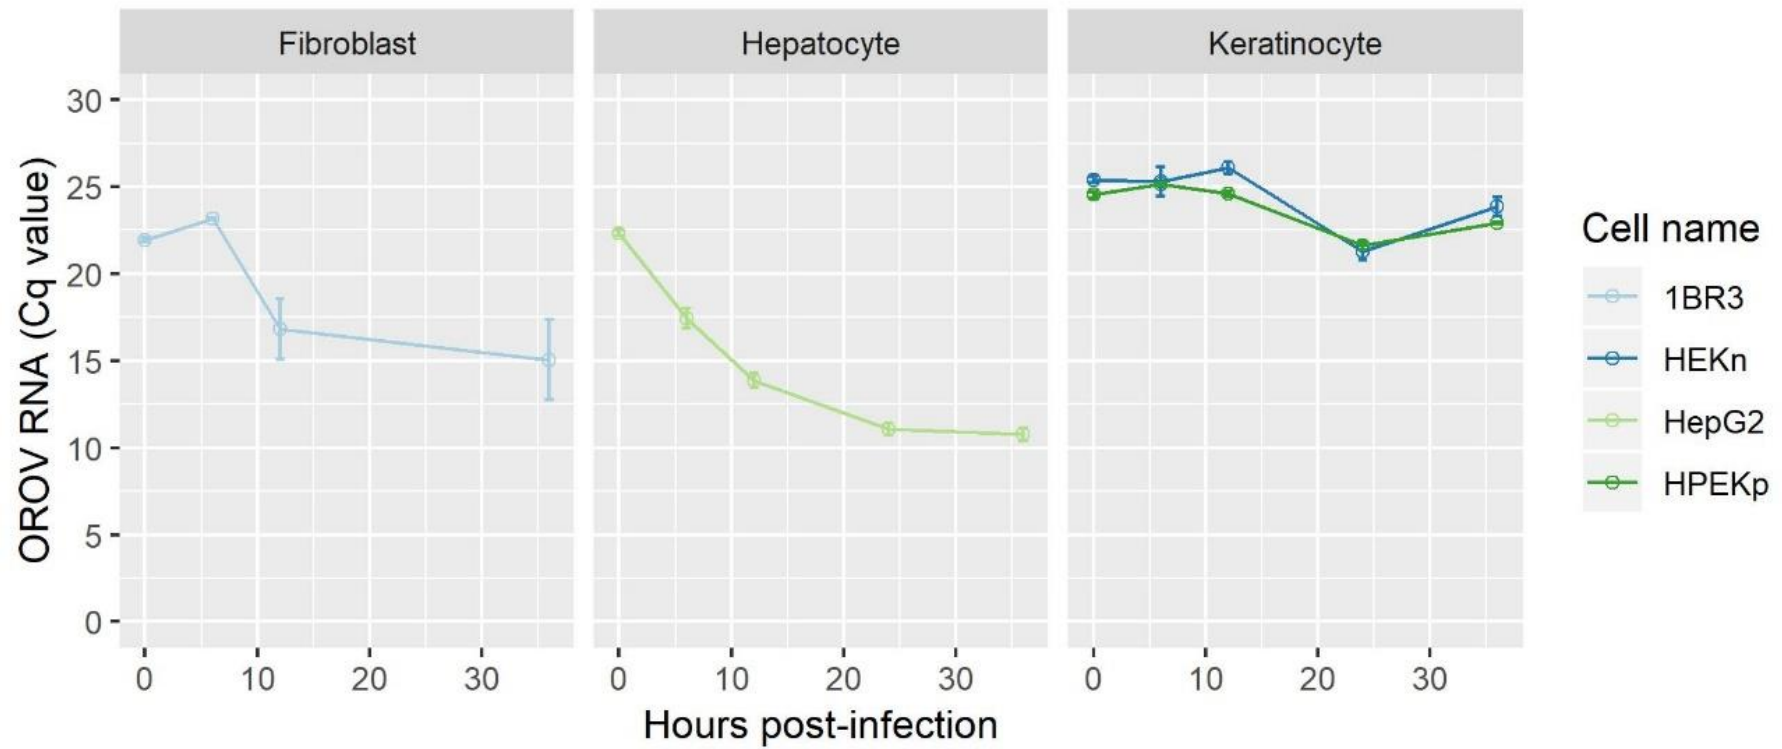 Fibroblast
Hepatocyte
Keratinocyte
OROV RNA (Cq value)
30
25
20
15
10
5
0
0 10 20 30
0 10 20 30
0 10 20 30
Hours post-infection
Cell name
1BR3
HEKn
HepG2
HPEKp